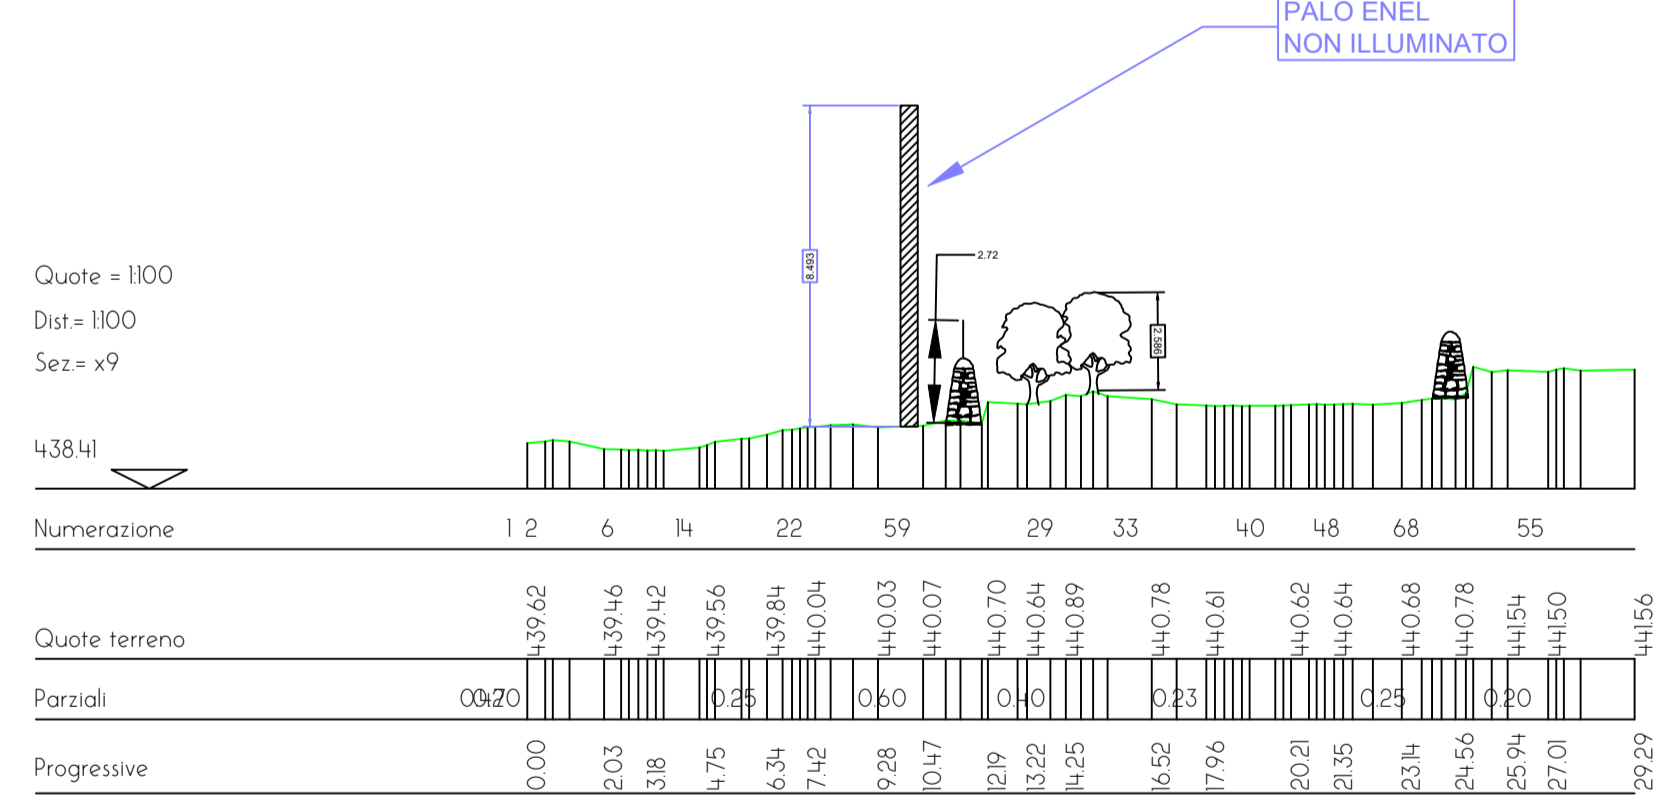 PALO ENEL
NON ILLUMINATO
8.493
2.72
2.586
Quote = 1:100
Dist.= 1:100
Sez.= x9
438.41
Numerazione 1 2 6 14 22 59 29 33 40 48 68 55
Quote terreno 439.62 439.46 439.42 439.56 439.84 440.04 440.03 440.07 440.70 440.64 440.89 440.78 440.61 440.62 440.64 440.68 440.78 441.54 441.50 441.56
Parziali 0.25 0.60 0.40 0.23 0.25 0.20
Progressive 0.00 2.03 3.18 4.75 6.34 7.42 9.28 10.47 12.19 13.22 14.25 16.52 17.96 20.21 21.35 23.14 24.56 25.94 27.01 29.29